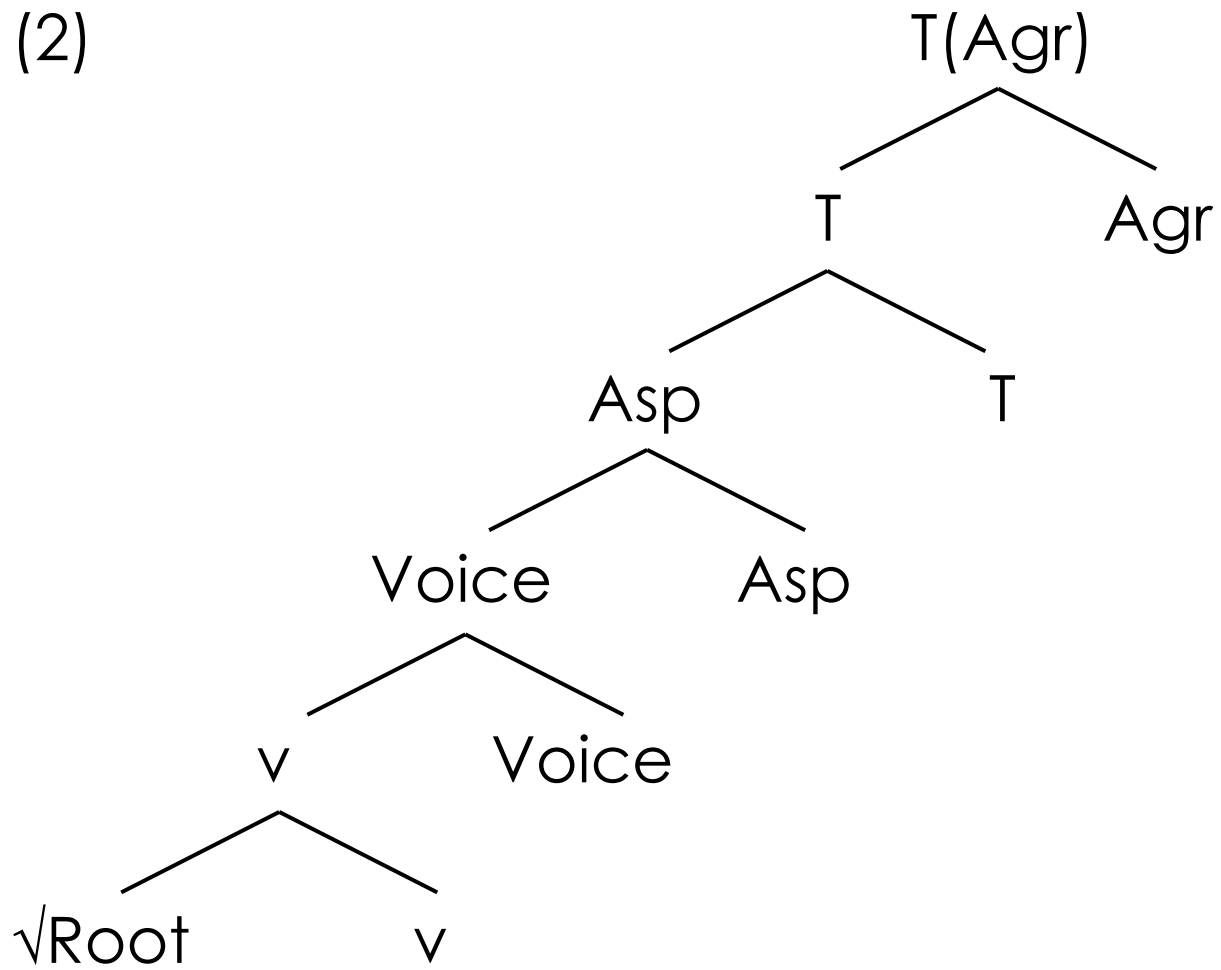 (2) T(Agr)
T Agr
Asp T
Voice Asp
v Voice
√Root v